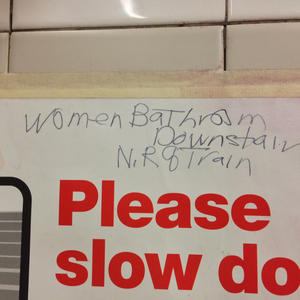 Women BaThroom
Downstair
N.R Q Train
Please
slow do